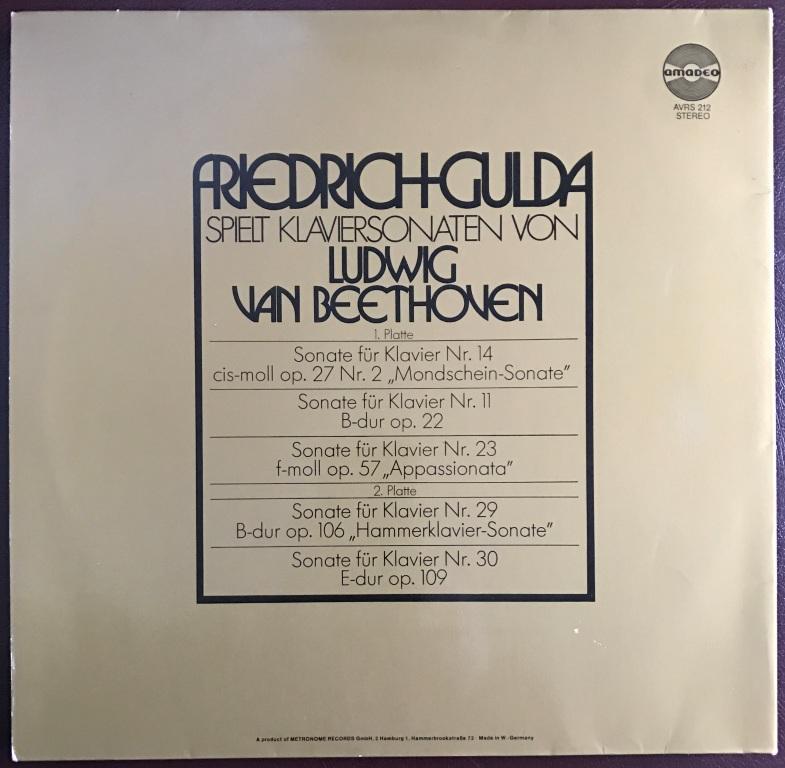 amadeo
AVRS 212
STEREO
FRIEDRICH GULDA
SPIELT KLAVIERSONATEN VON
LUDWIG
VAN BEETHOVEN
1. Platte
Sonate für Klavier Nr. 14
cis-moll op. 27 Nr. 2 „Mondschein-Sonate”
Sonate für Klavier Nr. 11
B-dur op. 22
Sonate für Klavier Nr. 23
f-moll op. 57 „Appassionata”
2. Platte
Sonate für Klavier Nr. 29
B-dur op. 106 „Hammerklavier-Sonate”
Sonate für Klavier Nr. 30
E-dur op. 109
A product of METRONOME RECORDS GmbH, 2 Hamburg 1, Hammerbrookstraße 73 · Made in W.-Germany